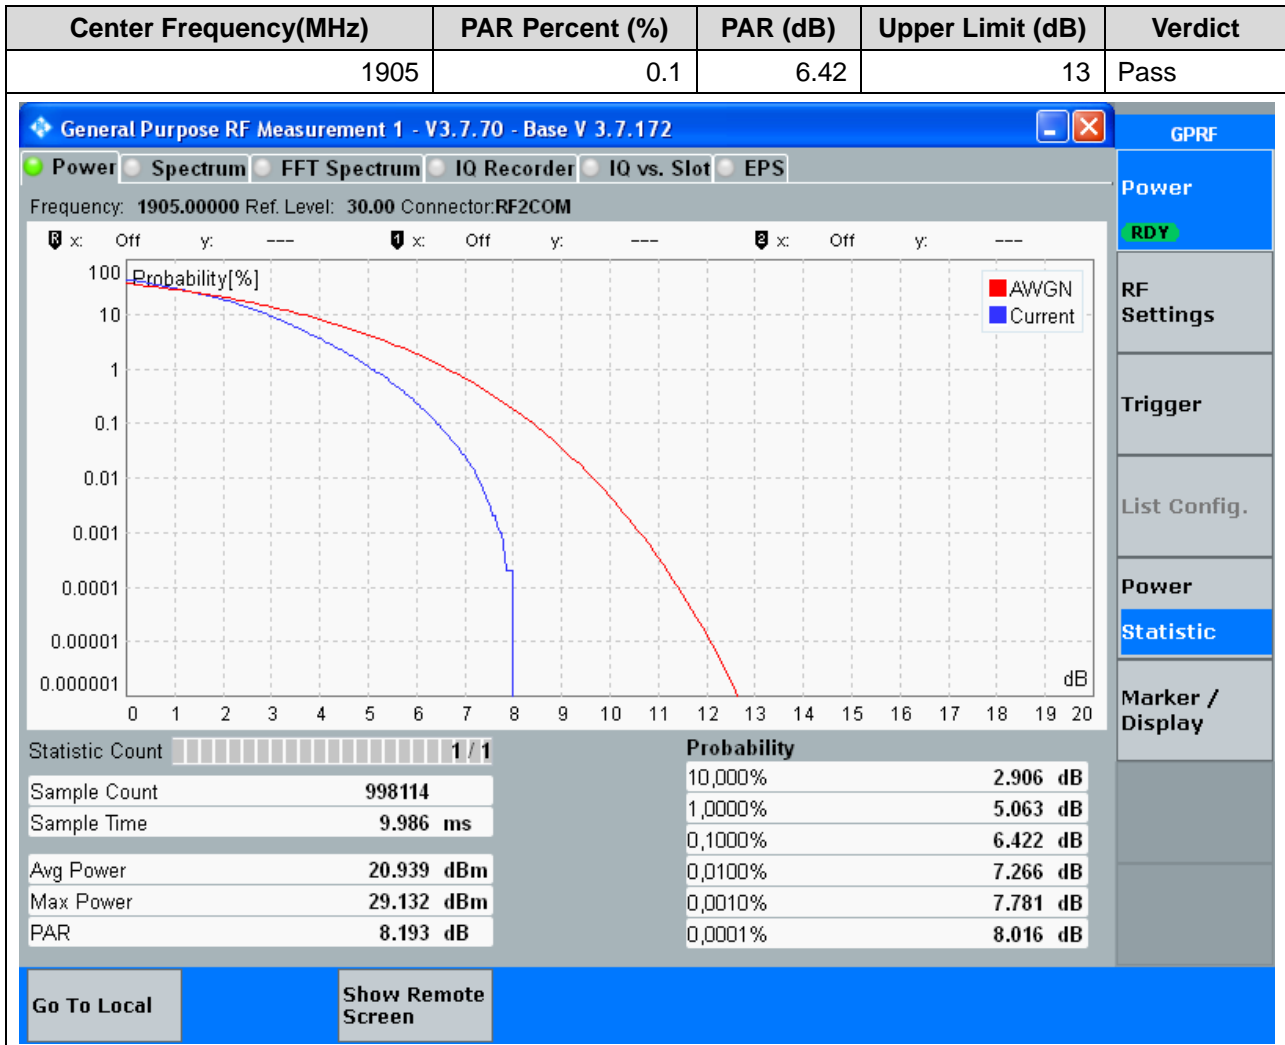 Center Frequency(MHz) PAR Percent (%) PAR (dB) Upper Limit (dB) Verdict
1905 0.1 6.42 13 Pass
General Purpose RF Measurement 1 - V3.7.70 - Base V 3.7.172
GPRF
Power Spectrum FFT Spectrum IQ Recorder IQ vs. Slot EPS
Frequency: 1905.00000 Ref. Level: 30.00 Connector:RF2COM
R x: Off y: --- 1 x: Off y: --- 2 x: Off y: ---
Probability[%]
AWGN
Current
100
10
1
0.1
0.01
0.001
0.0001
0.00001
0.000001
dB
0 1 2 3 4 5 6 7 8 9 10 11 12 13 14 15 16 17 18 19 20
Statistic Count 1 / 1
Sample Count 998114
Sample Time 9.986 ms
Avg Power 20.939 dBm
Max Power 29.132 dBm
PAR 8.193 dB
Probability
10,000% 2.906 dB
1,0000% 5.063 dB
0,1000% 6.422 dB
0,0100% 7.266 dB
0,0010% 7.781 dB
0,0001% 8.016 dB
Power
RDY
RF
Settings
Trigger
List Config.
Power
Statistic
Marker /
Display
Go To Local
Show Remote
Screen